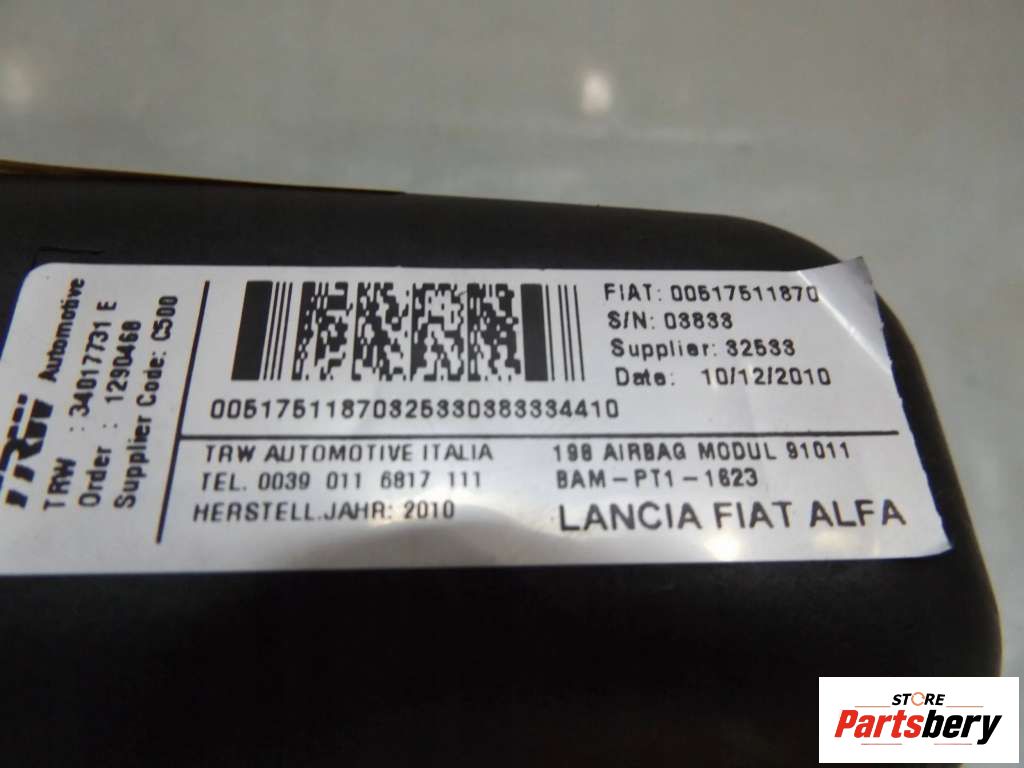 TRW Automotive
TRW : 34017731 E
Order : 1290468
Supplier Code: C500
FIAT: 00517511870
S/N: 03833
Supplier: 32533
Date: 10/12/2010
00517511870325330383334410
TRW AUTOMOTIVE ITALIA
TEL. 0039 011 6817 111
HERSTELL.JAHR: 2010
198 AIRBAG MODUL 91011
BAM-PT1-1623
LANCIA FIAT ALFA
STORE
Partsbery